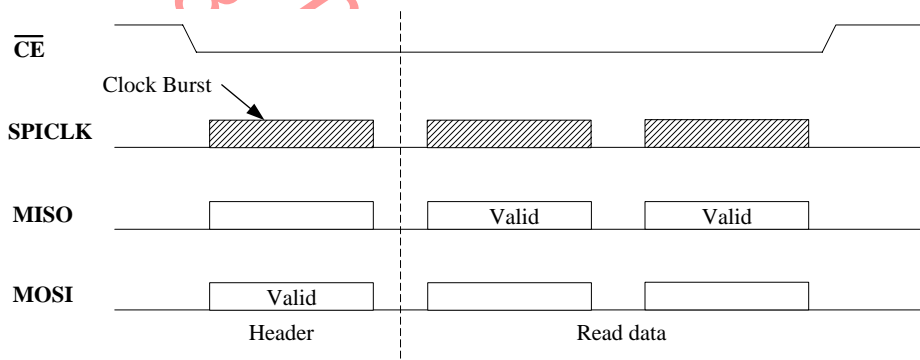 CE
Clock Burst
SPICLK
MISO
Valid
Valid
MOSI
Valid
Header
Read data